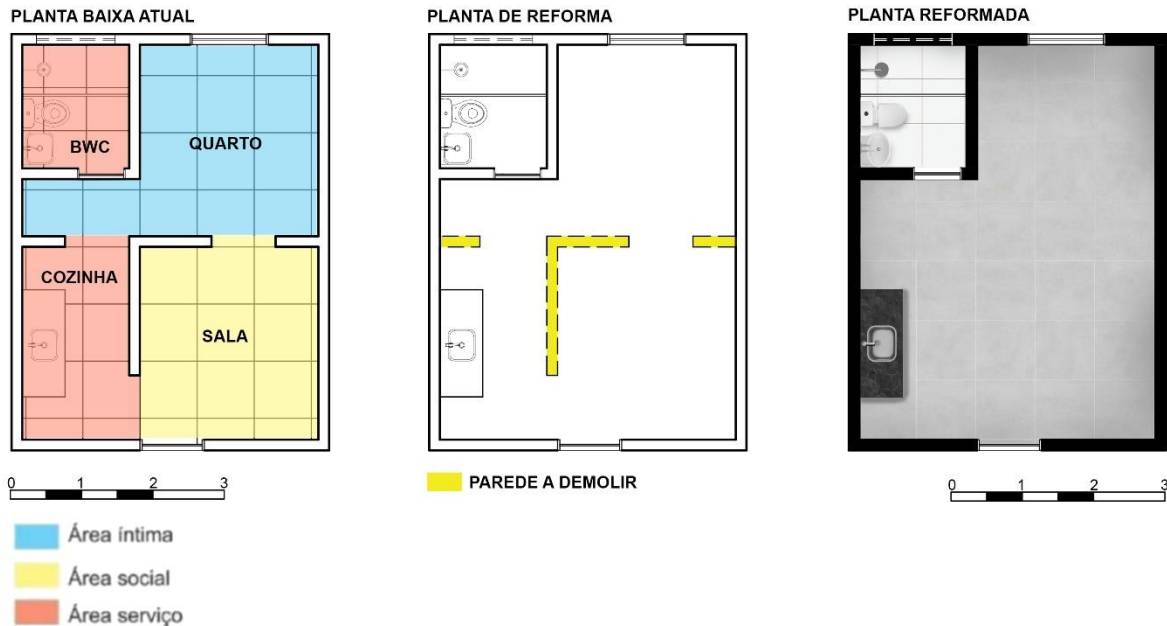 PLANTA BAIXA ATUAL
BWC
QUARTO
COZINHA
SALA
0 1 2 3
Área íntima
Área social
Área serviço
PLANTA DE REFORMA
PAREDE A DEMOLIR
PLANTA REFORMADA
0 1 2 3